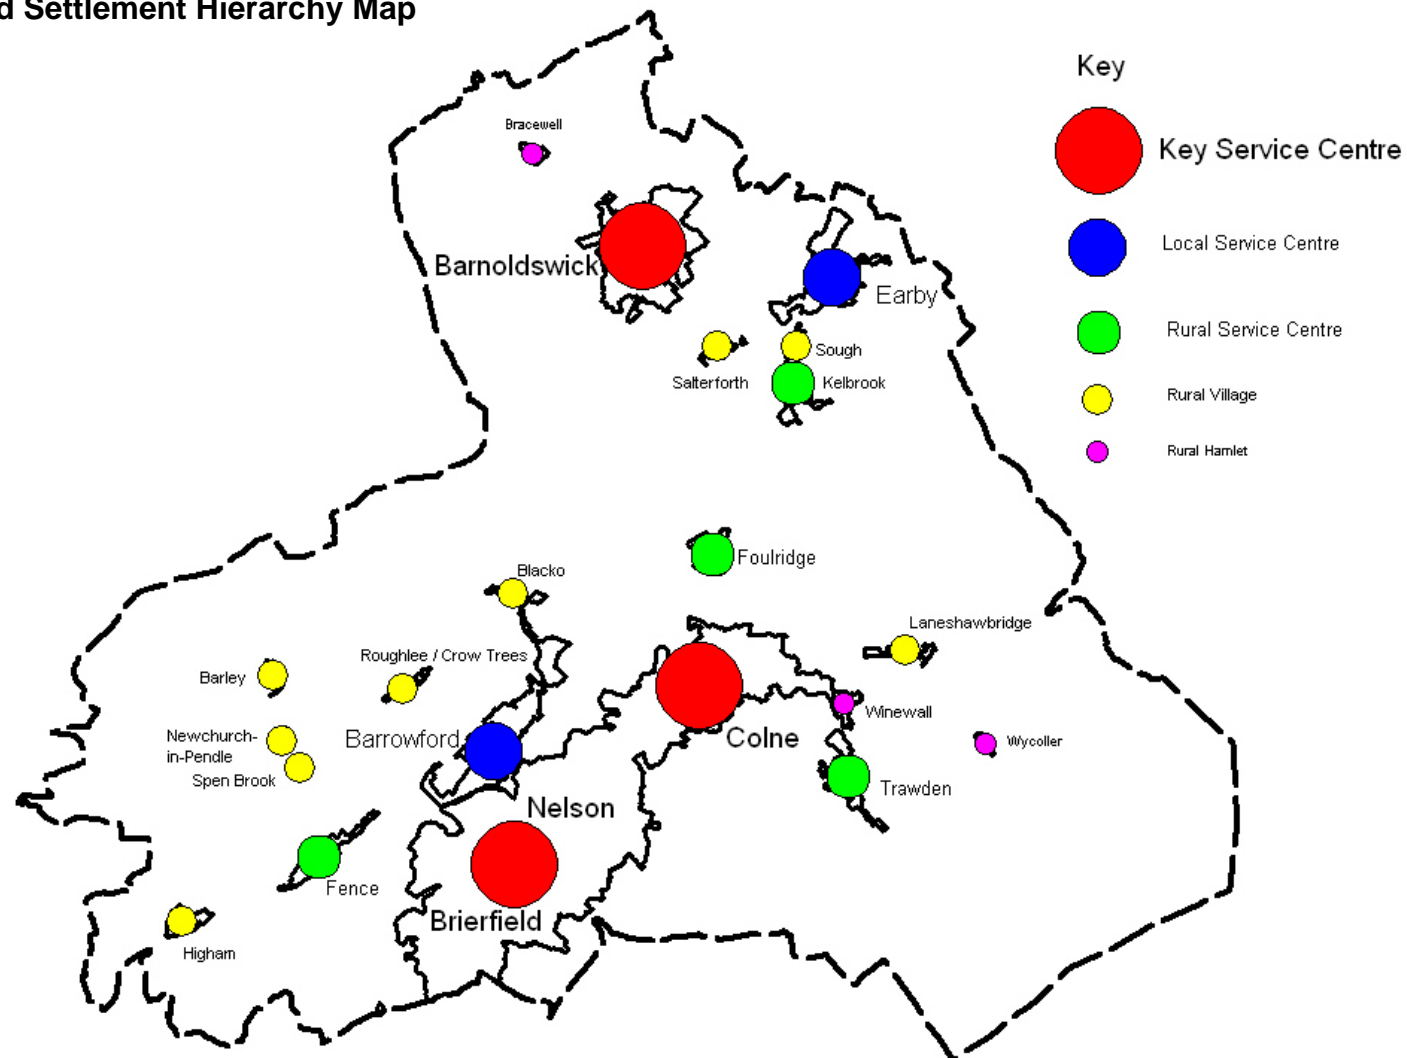 d Settlement Hierarchy Map
Key
Key Service Centre
Local Service Centre
Rural Service Centre
Rural Village
Rural Hamlet
Bracewell
Barnoldswick
Earby
Sough
Salterforth
Kelbrook
Foulridge
Blacko
Laneshawbridge
Roughlee / Crow Trees
Barley
Winewall
Newchurch-
in-Pendle
Barrowford
Colne
Wycoller
Spen Brook
Trawden
Nelson
Fence
Brierfield
Higham